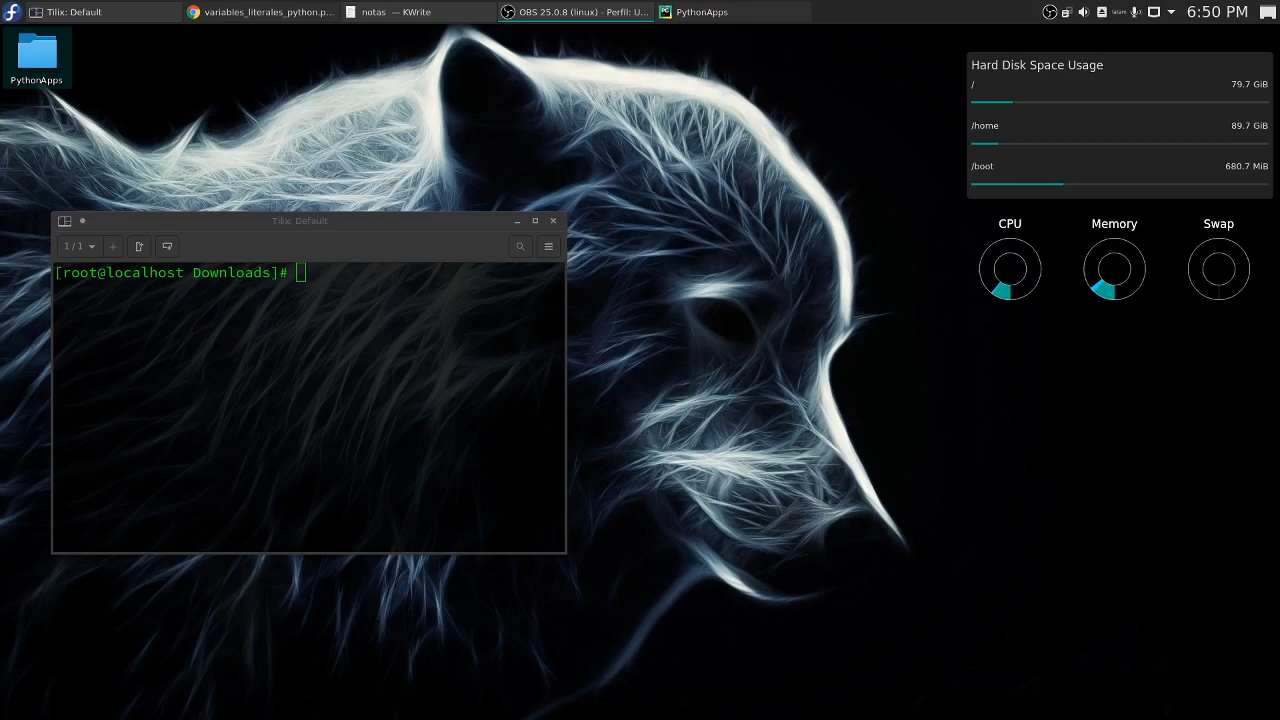 Tilix: Default
variables_literales_python.p...
notas — KWrite
OBS 25.0.8 (linux) - Perfil: U...
PythonApps
latam
6:50 PM
PythonApps
Hard Disk Space Usage
/ 79.7 GiB
/home 89.7 GiB
/boot 680.7 MiB
CPU Memory Swap
Tilix: Default
1 / 1
[root@localhost Downloads]#